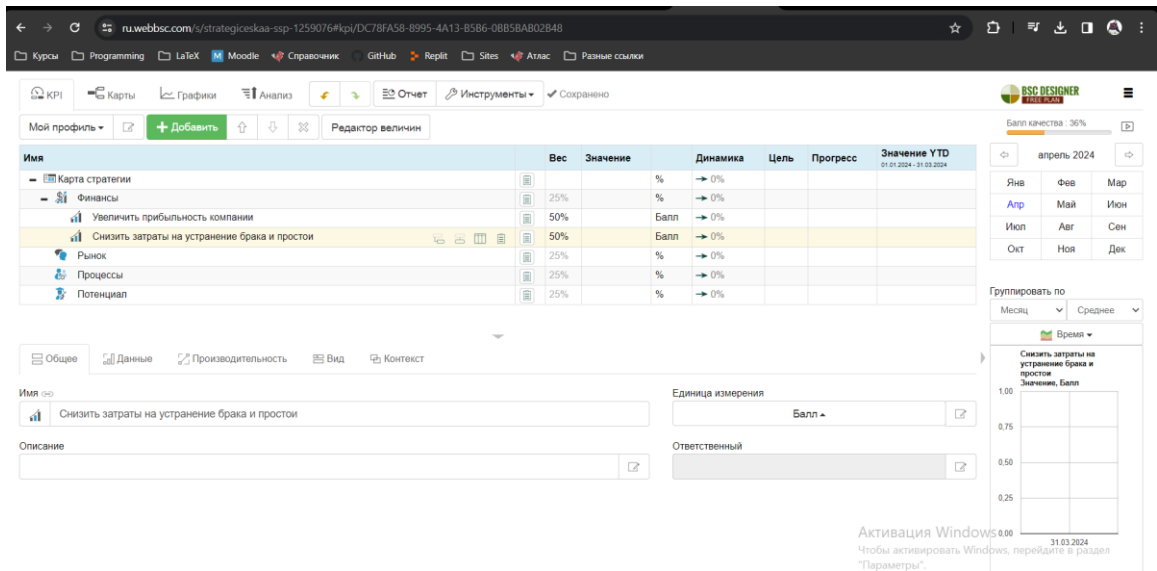 ru.webbsc.com/s/strategiceskaa-ssp-1259076#kpi/DC78FA58-8995-4A13-B5B6-0BB5BAB02B48
Курсы Programming LaTeX Moodle Справочник GitHub Replit Sites Атлас Разные ссылки
KPI Карты Графики Анализ Отчет Инструменты Сохранено BSC DESIGNER
FREE PLAN
Мой профиль Добавить Редактор величин Балл качества : 36%
Имя Вес Значение Динамика Цель Прогресс Значение YTD
01.01.2024 - 31.03.2024
апрель 2024
Карта стратегии % 0%
Янв Фев Мар
Финансы 25% % 0%
Апр Май Июн
Увеличить прибыльность компании 50% Балл 0%
Июл Авг Сен
Снизить затраты на устранение брака и простои 50% Балл 0%
Окт Ноя Дек
Рынок 25% % 0%
Процессы 25% % 0%
Потенциал 25% % 0%
Группировать по
Месяц Среднее
Время
Общее Данные Производительность Вид Контекст
Снизить затраты на
устранение брака и
простои
Значение, Балл
Имя Единица измерения
1,00
Снизить затраты на устранение брака и простои Балл
0,75
Описание Ответственный
0,50
0,25
0,00
31.03.2024
Активация Windows
Чтобы активировать Windows, перейдите в раздел
"Параметры".